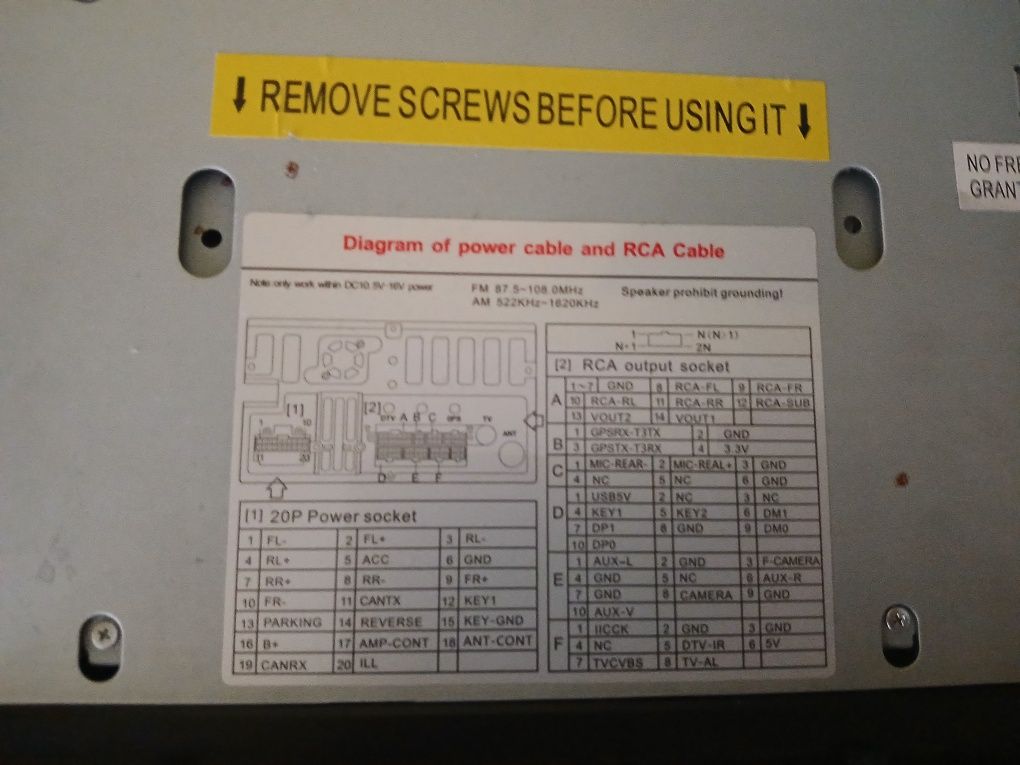 ↓ REMOVE SCREWS BEFORE USING IT ↓
NO FRE
GRANT
Diagram of power cable and RCA Cable
Note: only work within DC10.5V-16V power
FM 87.5~108.0MHz
AM 522KHz~1620KHz
Speaker prohibit grounding!
1 N(N>1)
N+1 2N
[1] 1 10
11 20
[2] DTV A B C GPS TV
ANT
D E F
[2] RCA output socket
A
1~7 GND 8 RCA-FL 9 RCA-FR
10 RCA-RL 11 RCA-RR 12 RCA-SUB
13 VOUT2 14 VOUT1
B
1 GPSRX-T3TX 2 GND
3 GPSTX-T3RX 4 3.3V
C
1 MIC-REAR- 2 MIC-REAL+ 3 GND
4 NC 5 NC 6 GND
D
1 USB5V 2 NC 3 NC
4 KEY1 5 KEY2 6 DM1
7 DP1 8 GND 9 DM0
10 DP0
E
1 AUX-L 2 GND 3 F-CAMERA
4 GND 5 NC 6 AUX-R
7 GND 8 CAMERA 9 GND
10 AUX-V
F
1 IICCK 2 GND 3 GND
4 NC 5 DTV-IR 6 5V
7 TVCVBS 8 TV-AL
[1] 20P Power socket
1 FL- 2 FL+ 3 RL-
4 RL+ 5 ACC 6 GND
7 RR+ 8 RR- 9 FR+
10 FR- 11 CANTX 12 KEY1
13 PARKING 14 REVERSE 15 KEY-GND
16 B+ 17 AMP-CONT 18 ANT-CONT
19 CANRX 20 ILL